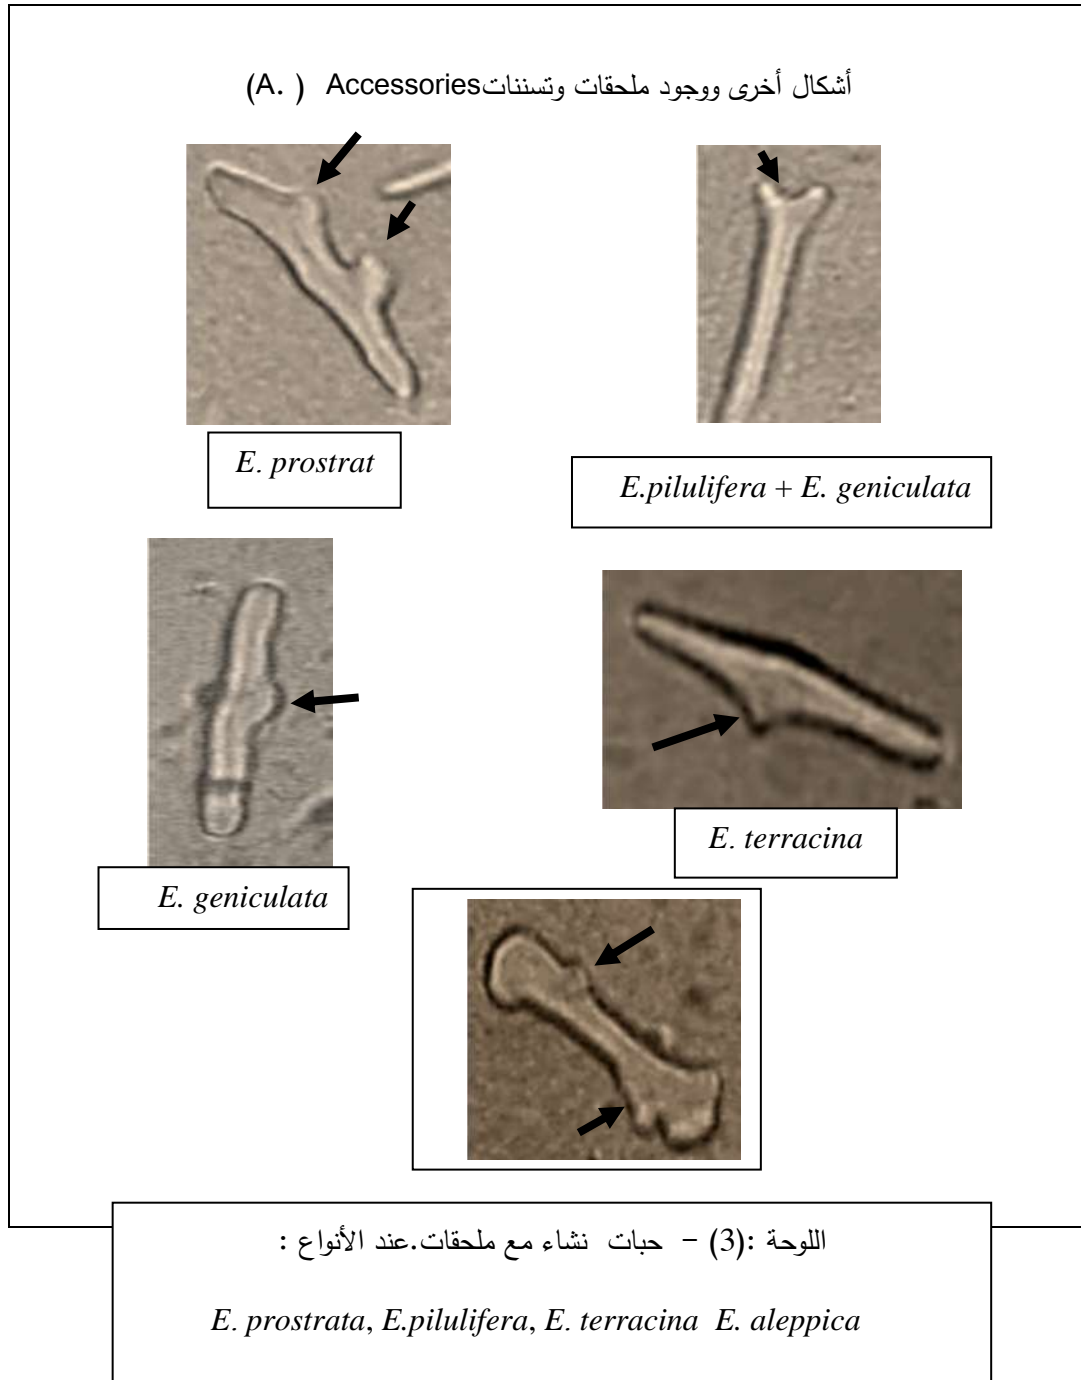 أشكال أخرى ووجود ملحقات وتسننات Accessories (A. )
E. prostrat
E.pilulifera + E. geniculata
E. geniculata
E. terracina
اللوحة :(3) - حبات نشاء مع ملحقات.عند الأنواع :
E. prostrata, E.pilulifera, E. terracina E. aleppica